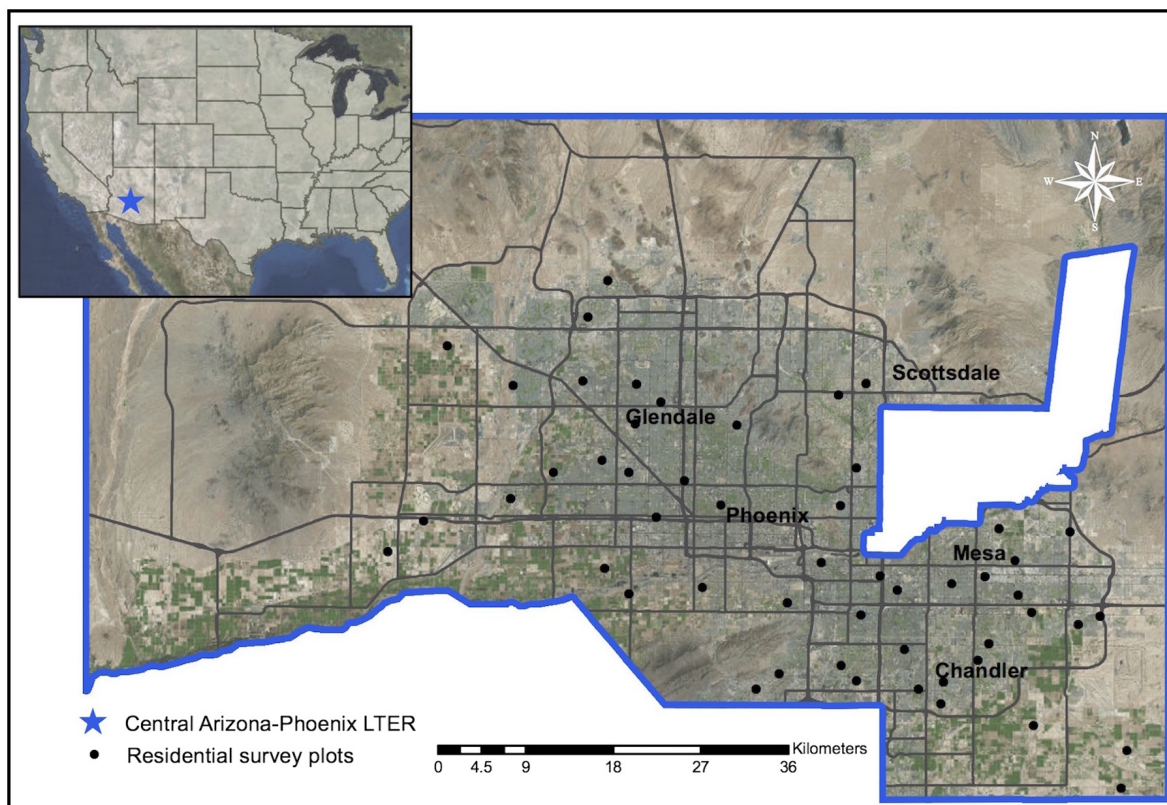 N
W E
S
Scottsdale
Glendale
Phoenix
Mesa
Chandler
Central Arizona-Phoenix LTER
Residential survey plots
Kilometers
0 4.5 9 18 27 36